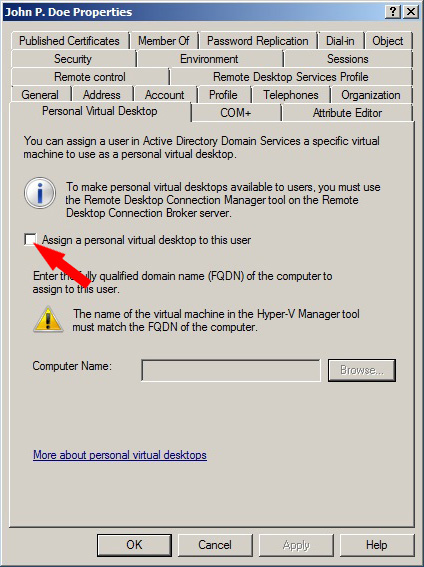 John P. Doe Properties
Published Certificates Member Of Password Replication Dial-in Object
Security Environment Sessions
Remote control Remote Desktop Services Profile
General Address Account Profile Telephones Organization
Personal Virtual Desktop COM+ Attribute Editor
You can assign a user in Active Directory Domain Services a specific virtual
machine to use as a personal virtual desktop.
To make personal virtual desktops available to users, you must use
the Remote Desktop Connection Manager tool on the Remote
Desktop Connection Broker server.
Assign a personal virtual desktop to this user
Enter the fully qualified domain name (FQDN) of the computer to
assign to this user.
The name of the virtual machine in the Hyper-V Manager tool
must match the FQDN of the computer.
Computer Name: Browse...
More about personal virtual desktops
OK Cancel Apply Help